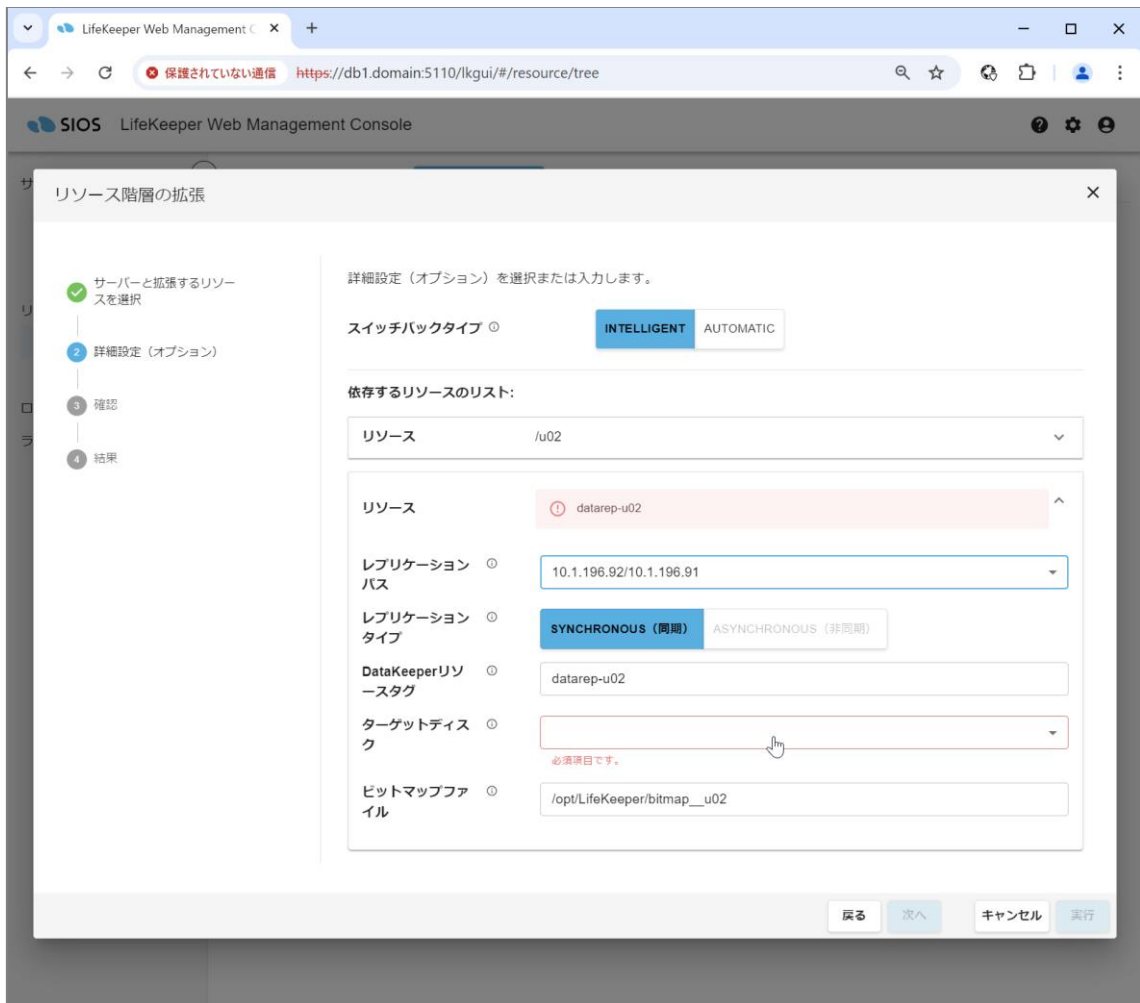 LifeKeeper Web Management C
保護されていない通信 https://db1.domain:5110/lkgui/#/resource/tree
SIOS LifeKeeper Web Management Console
サ
リソース階層の拡張
サーバーと拡張するリソー
スを選択
リ
2 詳細設定（オプション）
3 確認
ロ
ラ
4 結果
詳細設定（オプション）を選択または入力します。
スイッチバックタイプ INTELLIGENT AUTOMATIC
依存するリソースのリスト:
リソース /u02
リソース datarep-u02
レプリケーション
パス
10.1.196.92/10.1.196.91
レプリケーション
タイプ
SYNCHRONOUS（同期） ASYNCHRONOUS（非同期）
DataKeeperリソ
ースタグ
datarep-u02
ターゲットディス
ク
必須項目です。
ビットマップファ
イル
/opt/LifeKeeper/bitmap__u02
戻る 次へ キャンセル 実行